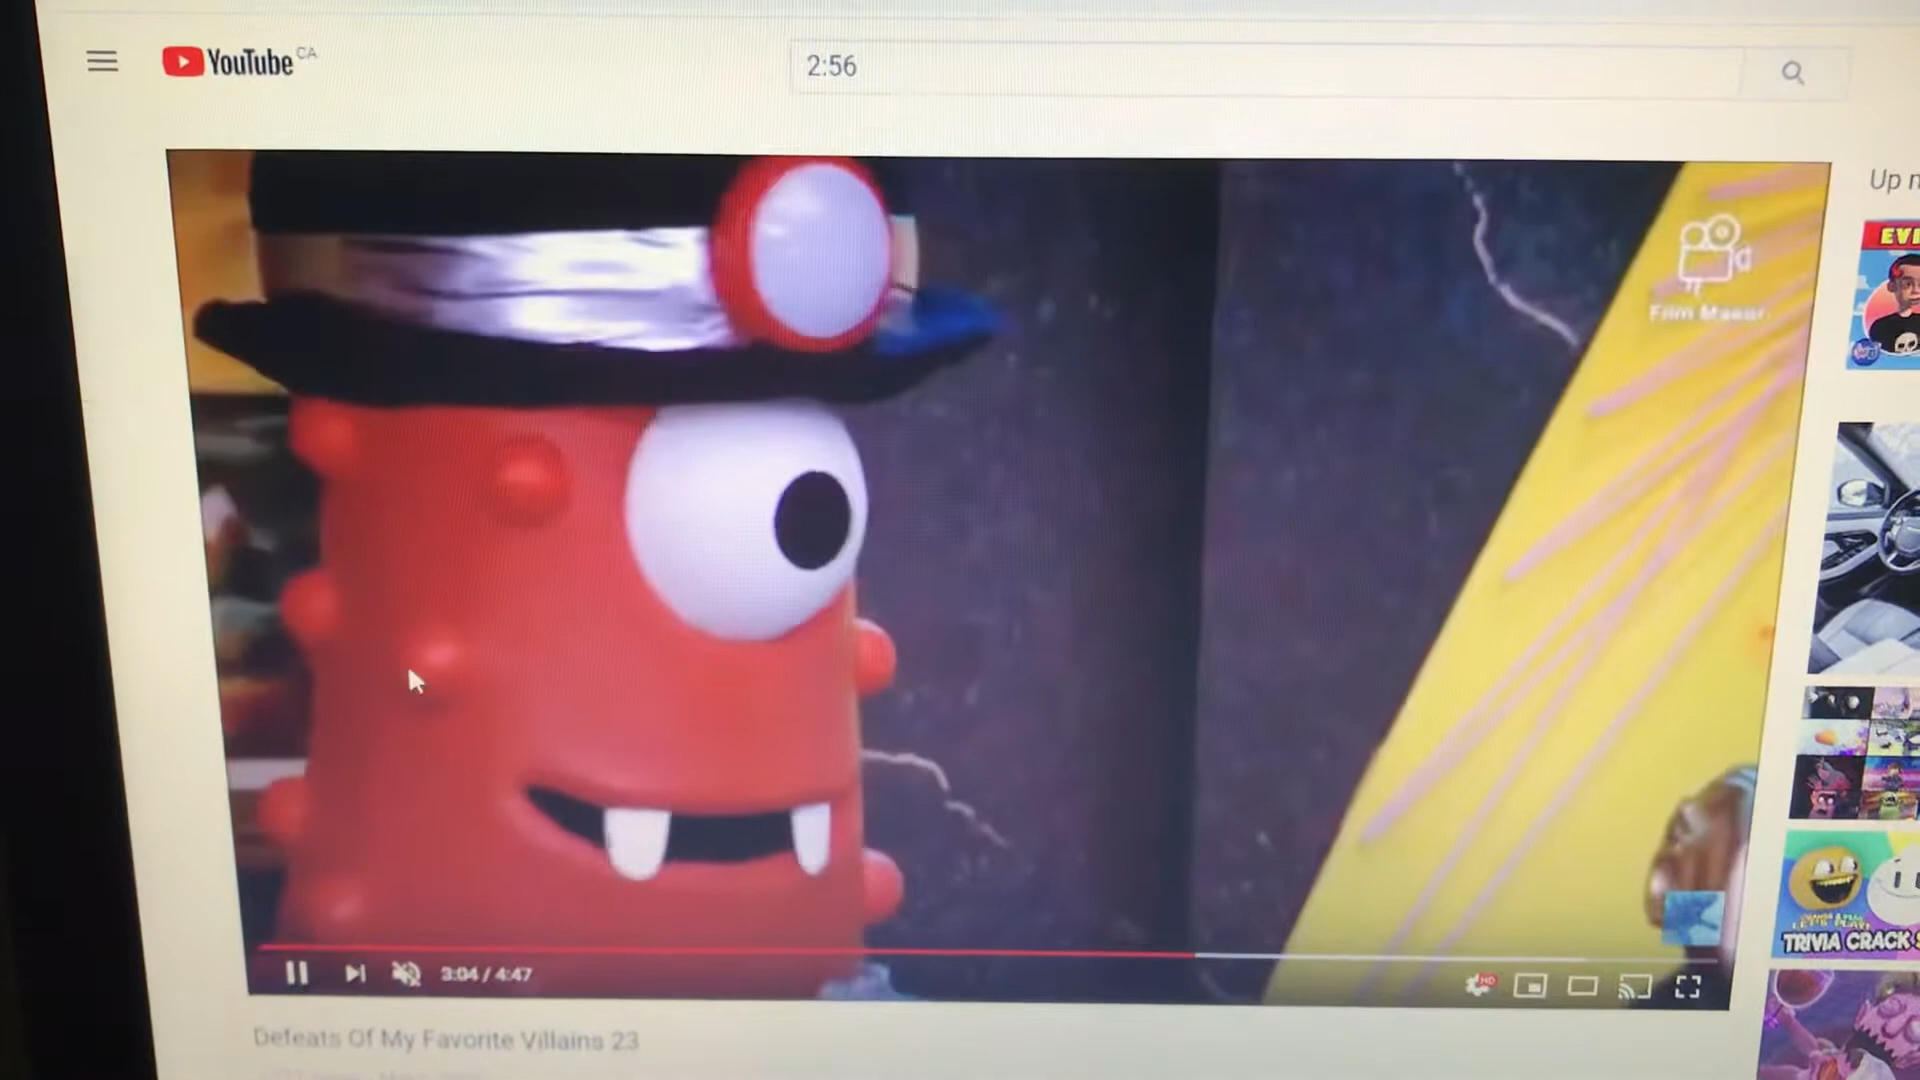 YouTube CA
2:56
Up n
EVI
Film Maker
TRIVIA CRACK S
3:04 / 4:47
HD
Defeats Of My Favorite Villains 23